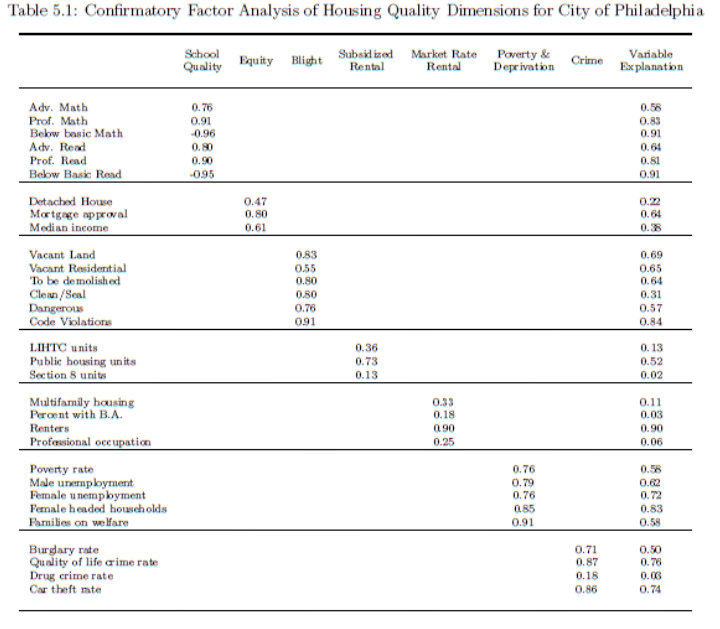 Table 5.1: Confirmatory Factor Analysis of Housing Quality Dimensions for City of Philadelphia
School Quality Equity Blight Subsidized Rental Market Rate Rental Poverty & Deprivation Crime Variable Explanation
Adv. Math 0.76 0.58
Prof. Math 0.91 0.83
Below basic Math -0.96 0.91
Adv. Read 0.80 0.64
Prof. Read 0.90 0.81
Below Basic Read -0.95 0.91
Detached House 0.47 0.22
Mortgage approval 0.80 0.64
Median income 0.61 0.38
Vacant Land 0.83 0.69
Vacant Residential 0.55 0.65
To be demolished 0.80 0.64
Clean/Seal 0.80 0.31
Dangerous 0.76 0.57
Code Violations 0.91 0.84
LIHTC units 0.36 0.13
Public housing units 0.73 0.52
Section 8 units 0.13 0.02
Multifamily housing 0.33 0.11
Percent with B.A. 0.18 0.03
Renters 0.90 0.90
Professional occupation 0.25 0.06
Poverty rate 0.76 0.58
Male unemployment 0.79 0.62
Female unemployment 0.76 0.72
Female headed households 0.85 0.83
Families on welfare 0.91 0.58
Burglary rate 0.71 0.50
Quality of life crime rate 0.87 0.76
Drug crime rate 0.18 0.03
Car theft rate 0.86 0.74